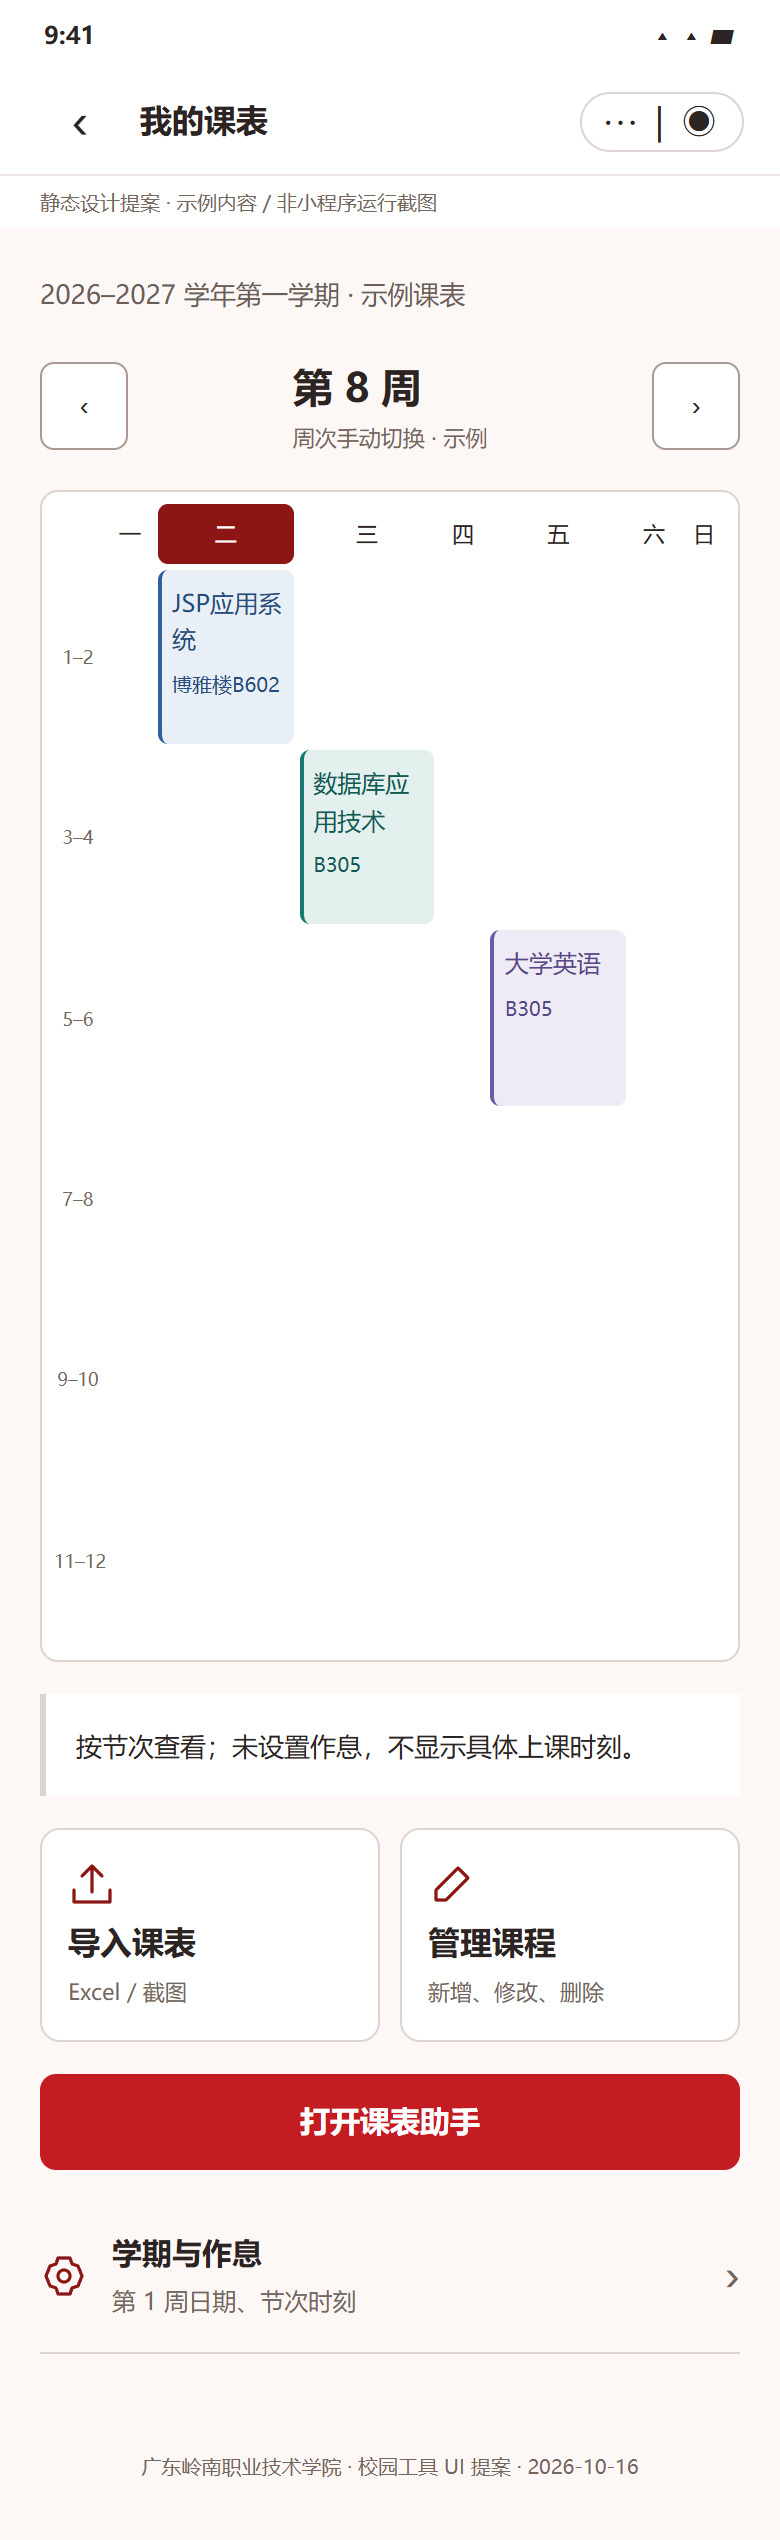 9:41
我的课表
静态设计提案 · 示例内容 / 非小程序运行截图
2026–2027 学年第一学期 · 示例课表
第 8 周
周次手动切换 · 示例
一 二 三 四 五 六 日
1–2
JSP应用系
统
博雅楼B602
3–4
数据库应
用技术
B305
5–6
大学英语
B305
7–8
9–10
11–12
按节次查看；未设置作息，不显示具体上课时刻。
导入课表
Excel / 截图
管理课程
新增、修改、删除
打开课表助手
学期与作息
第 1 周日期、节次时刻
广东岭南职业技术学院 · 校园工具 UI 提案 · 2026-10-16